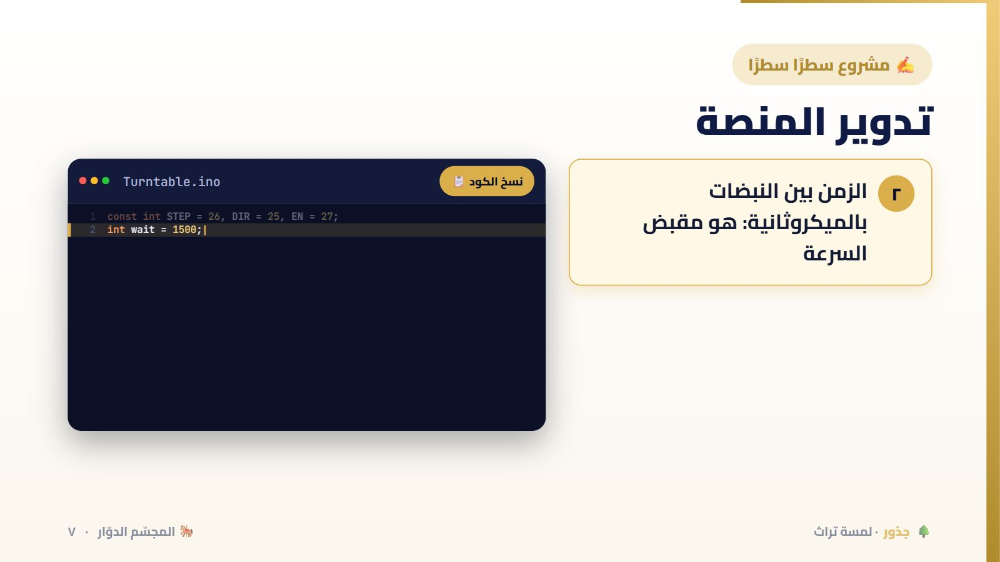 ✍️ مشروع سطرًا سطرًا
تدوير المنصة
٢
الزمن بين النبضات
بالميكروثانية: هو مقبض
السرعة
Turntable.ino
نسخ الكود 📋
1 const int STEP = 26, DIR = 25, EN = 27;
2 int wait = 1500;
🌳 جذور · لمسة تراث
🎠 المجسّم الدوّار · ٧